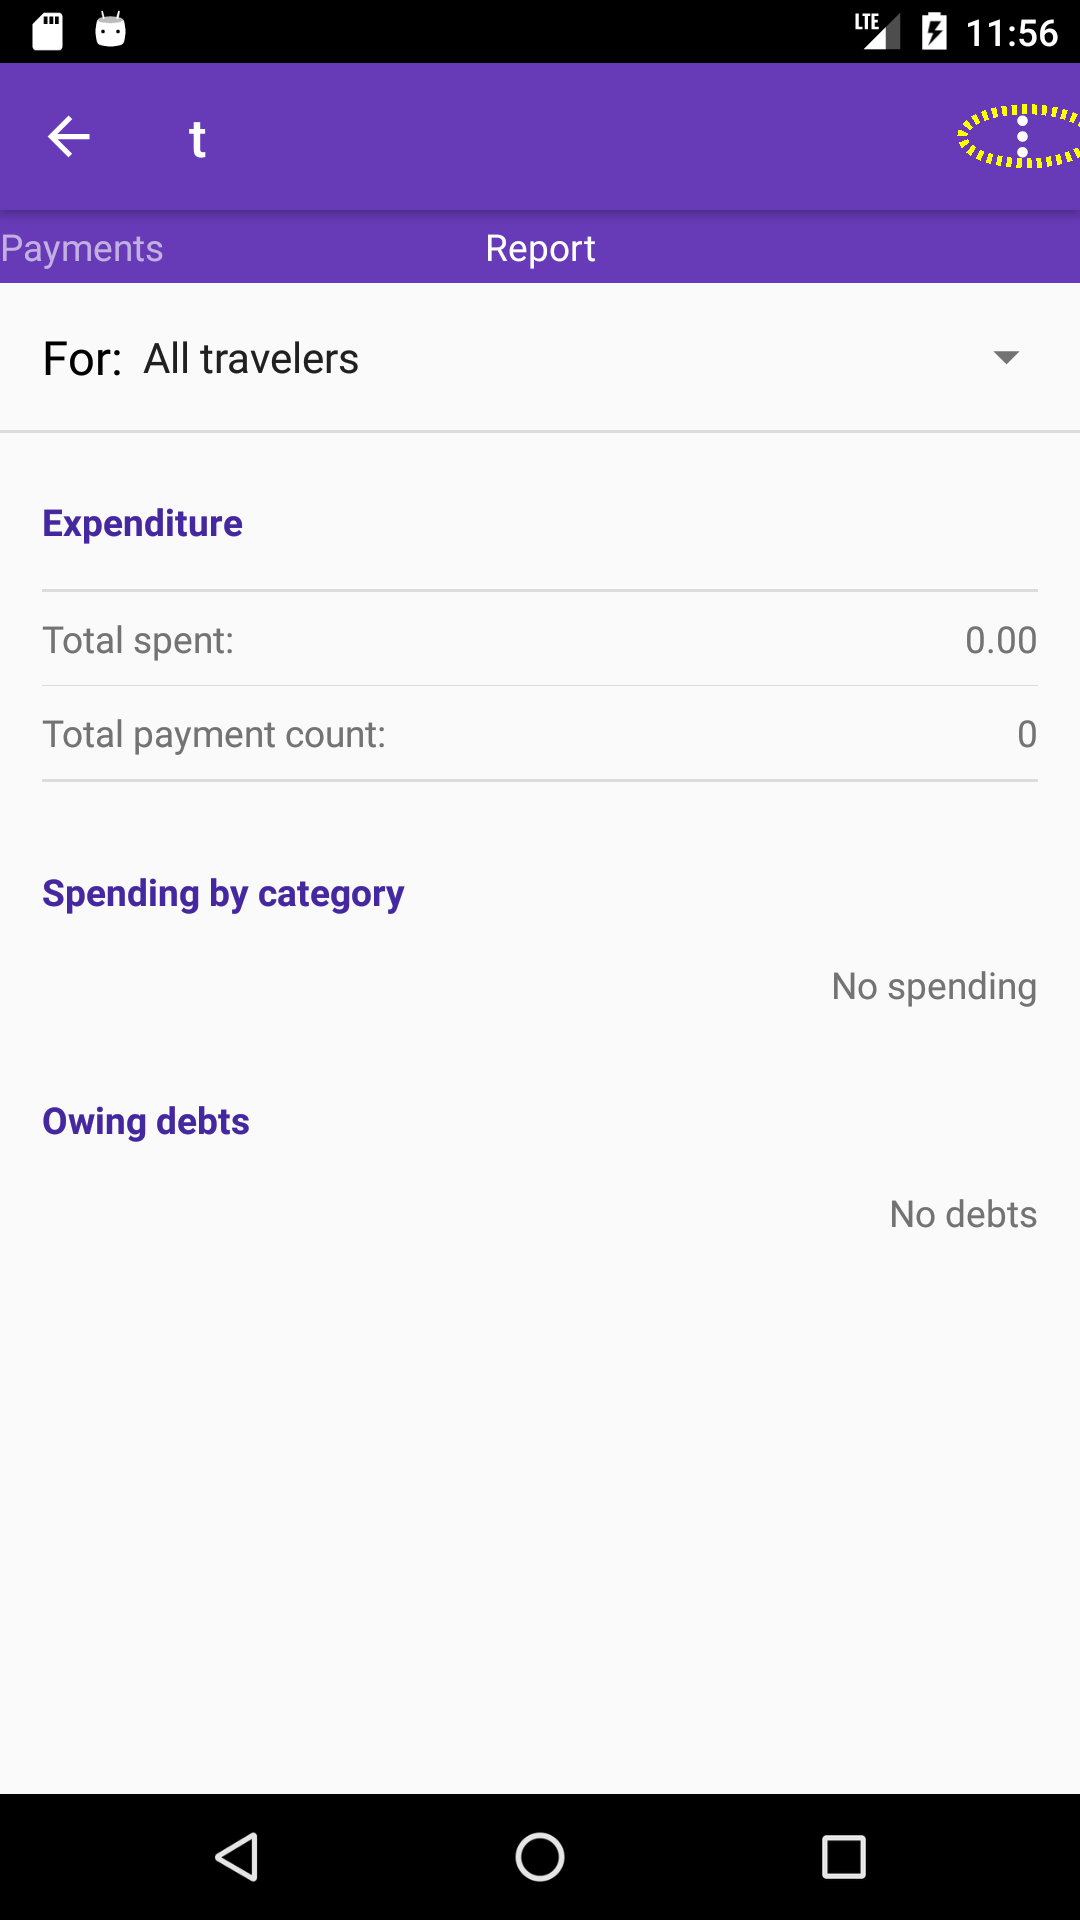 LTE 11:56
t
Payments Report
For: All travelers
Expenditure
Total spent: 0.00
Total payment count: 0
Spending by category
No spending
Owing debts
No debts